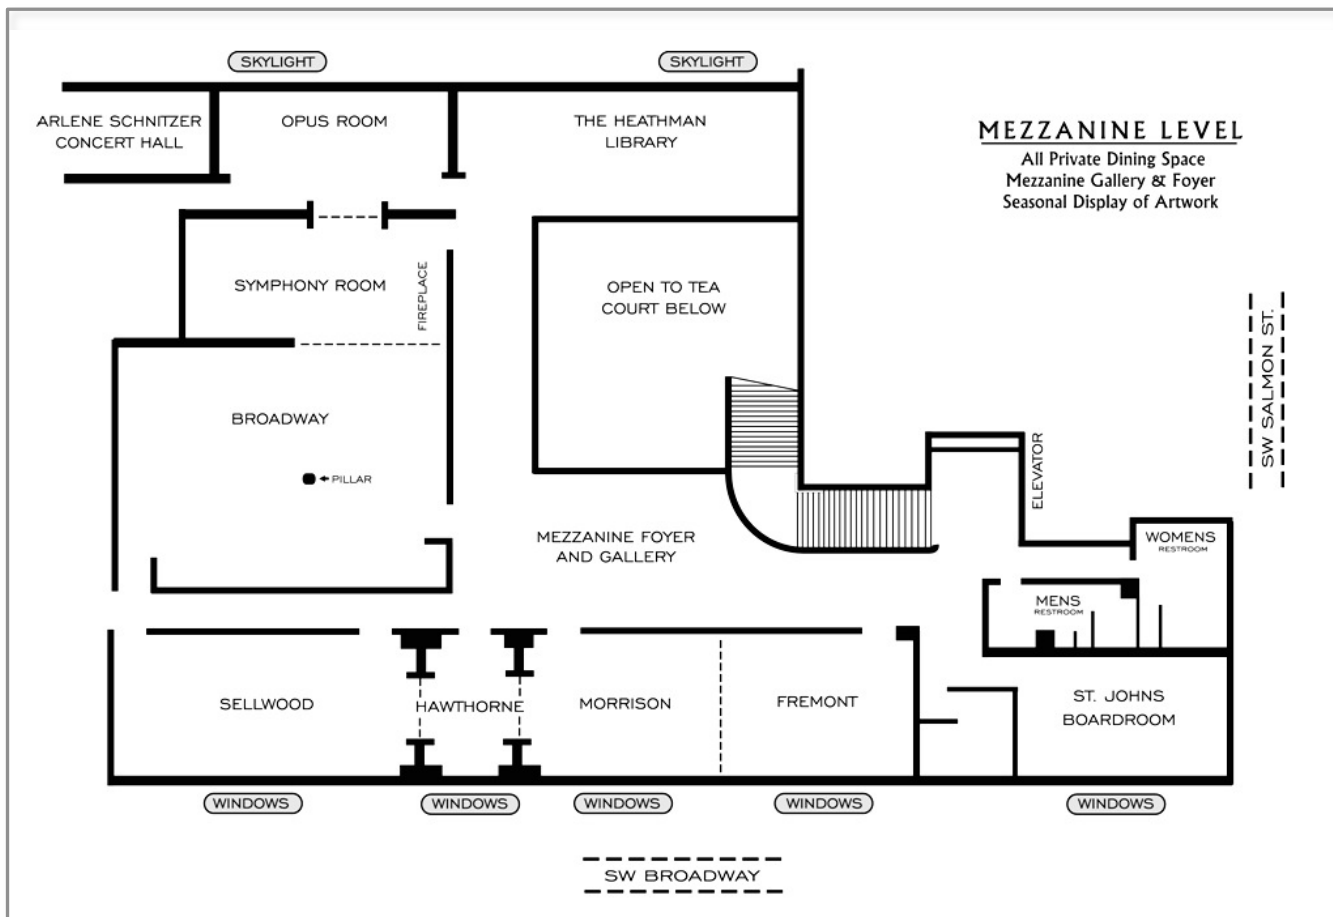 SKYLIGHT
SKYLIGHT
ARLENE SCHNITZER
CONCERT HALL
OPUS ROOM
THE HEATHMAN
LIBRARY
MEZZANINE LEVEL
All Private Dining Space
Mezzanine Gallery & Foyer
Seasonal Display of Artwork
SYMPHONY ROOM
FIREPLACE
OPEN TO TEA
COURT BELOW
SW SALMON ST.
BROADWAY
PILLAR
ELEVATOR
MEZZANINE FOYER
AND GALLERY
WOMENS
RESTROOM
MENS
RESTROOM
SELLWOOD
HAWTHORNE
MORRISON
FREMONT
ST. JOHNS
BOARDROOM
WINDOWS
WINDOWS
WINDOWS
WINDOWS
WINDOWS
SW BROADWAY